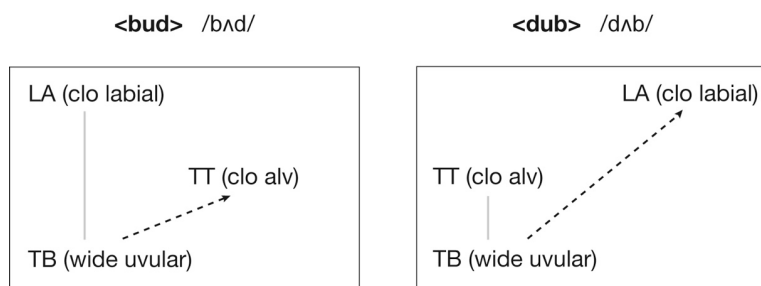 <bud> /bʌd/
LA (clo labial)
TT (clo alv)
TB (wide uvular)
<dub> /dʌb/
LA (clo labial)
TT (clo alv)
TB (wide uvular)